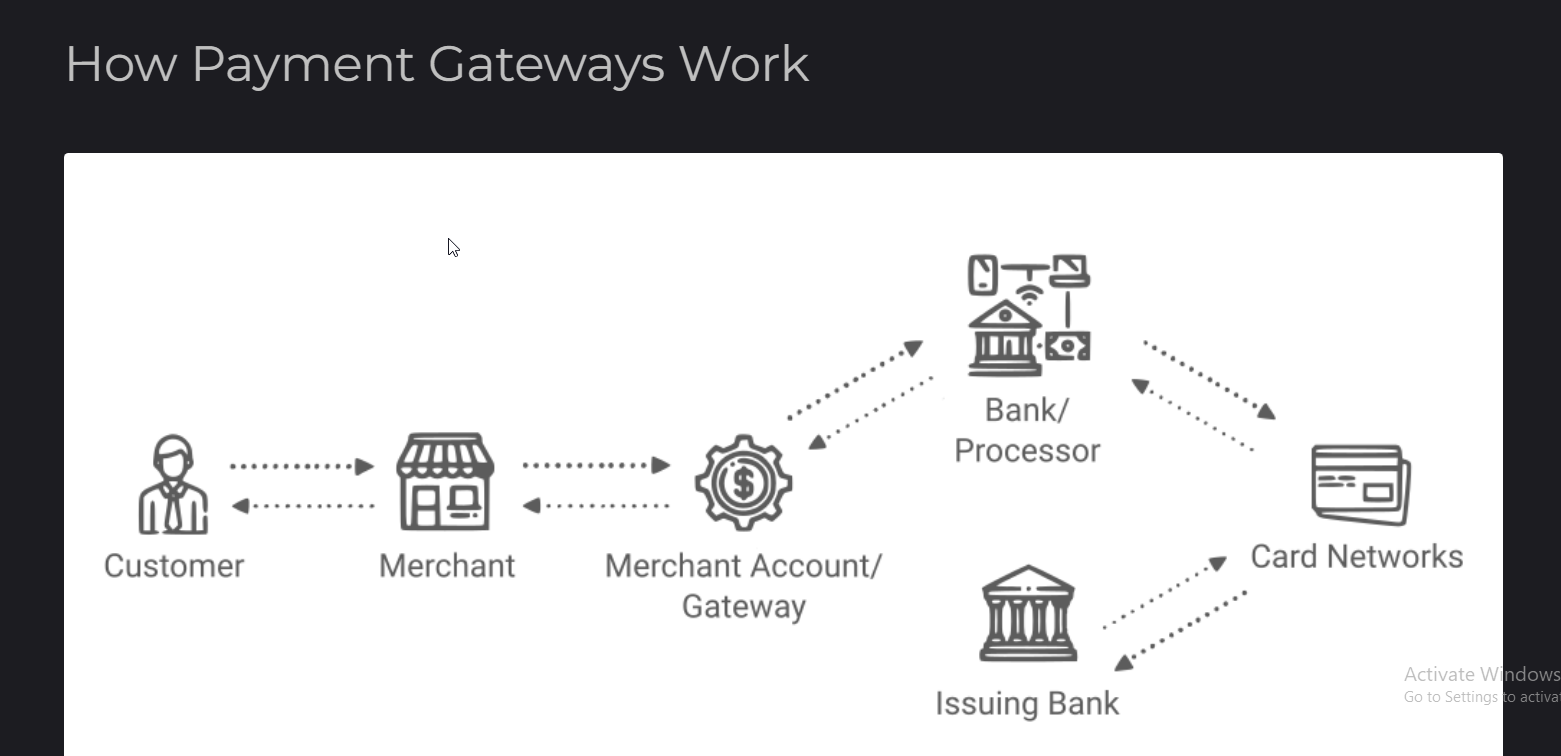 How Payment Gateways Work
Bank/
Processor
Customer
Merchant
Merchant Account/
Gateway
Card Networks
Issuing Bank
Activate Windows
Go to Settings to activat